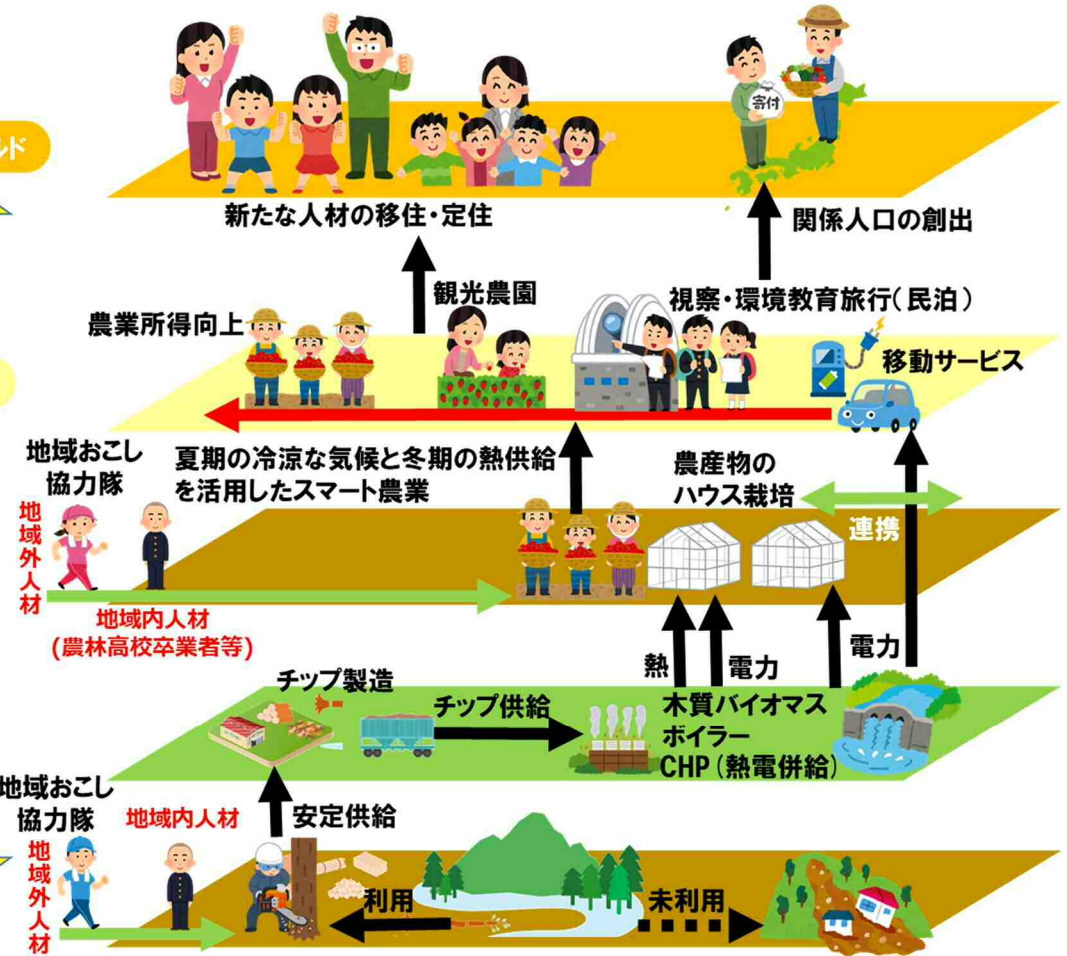 寄付
ルド
新たな人材の移住・定住
関係人口の創出
観光農園
視察・環境教育旅行(民泊)
農業所得向上
移動サービス
地域おこし
協力隊
夏期の冷涼な気候と冬期の熱供給
を活用したスマート農業
農産物の
ハウス栽培
連携
地域外人材
地域内人材
(農林高校卒業者等)
熱
電力
電力
チップ製造
チップ供給
木質バイオマス
ボイラー
CHP(熱電併給)
地域おこし
協力隊
地域内人材
安定供給
地域外人材
利用
未利用